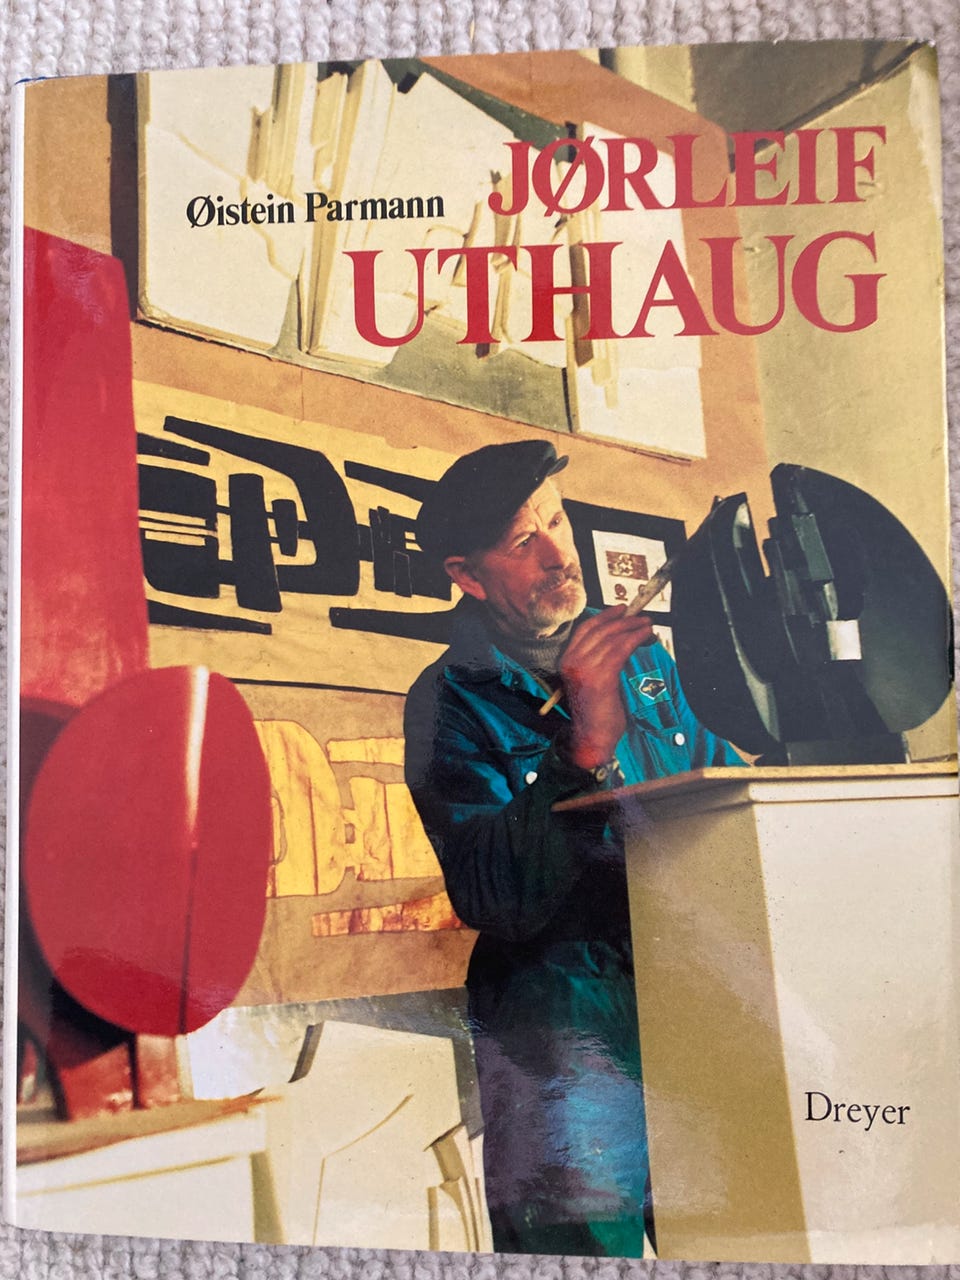 Øistein Parmann
JØRLEIF
UTHAUG
Dreyer